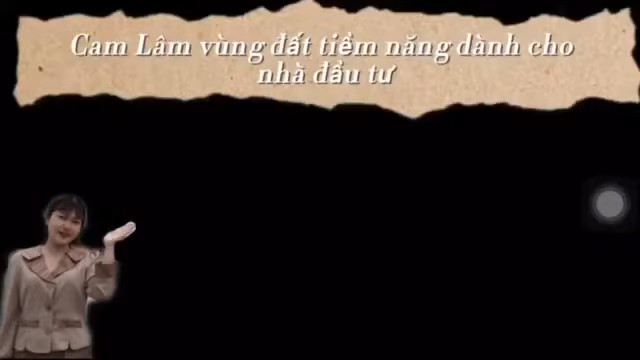 Cam Lâm vùng đất tiềm năng dành cho
nhà đầu tư